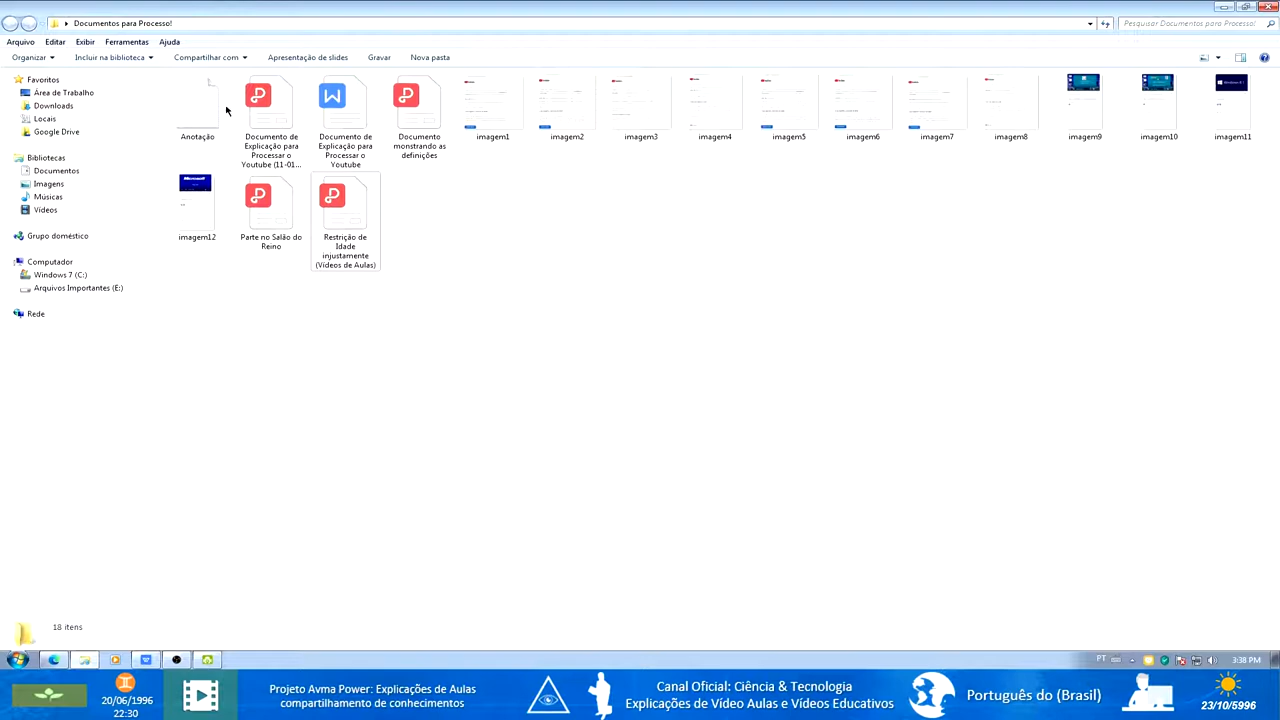 Documentos para Processo!
Pesquisar Documentos para Processo!
Arquivo Editar Exibir Ferramentas Ajuda
Organizar Incluir na biblioteca Compartilhar com Apresentação de slides Gravar Nova pasta
Favoritos
Área de Trabalho
Downloads
Locais
Google Drive
Bibliotecas
Documentos
Imagens
Músicas
Vídeos
Grupo doméstico
Computador
Windows 7 (C:)
Arquivos Importantes (E:)
Rede
Anotação
Documento de
Explicação para
Processar o
Youtube (11-01...
Documento de
Explicação para
Processar o
Youtube
Documento
monstrando as
definições
imagem1
imagem2
imagem3
imagem4
imagem5
imagem6
imagem7
imagem8
imagem9
imagem10
imagem11
imagem12
Parte no Salão do
Reino
Restrição de
Idade
injustamente
(Vídeos de Aulas)
18 itens
PT
3:38 PM
20/06/1996
22:30
Projeto Avma Power: Explicações de Aulas
compartilhamento de conhecimentos
Canal Oficial: Ciência & Tecnologia
Explicações de Vídeo Aulas e Vídeos Educativos
Português do (Brasil)
23/10/5996